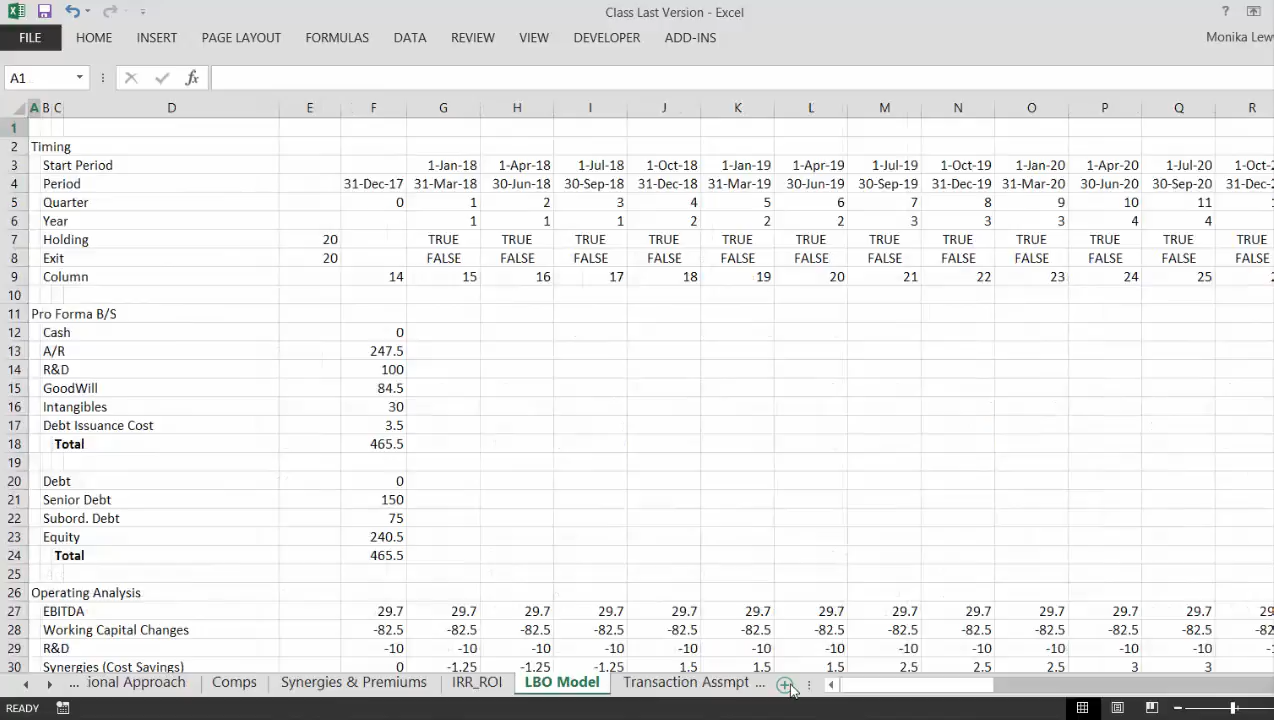 Class Last Version - Excel
?
FILE HOME INSERT PAGE LAYOUT FORMULAS DATA REVIEW VIEW DEVELOPER ADD-INS Monika Lew
A1 fx
A B C D E F G H I J K L M N O P Q R
1
2 Timing
3 Start Period 1-Jan-18 1-Apr-18 1-Jul-18 1-Oct-18 1-Jan-19 1-Apr-19 1-Jul-19 1-Oct-19 1-Jan-20 1-Apr-20 1-Jul-20 1-Oct-2
4 Period 31-Dec-17 31-Mar-18 30-Jun-18 30-Sep-18 31-Dec-18 31-Mar-19 30-Jun-19 30-Sep-19 31-Dec-19 31-Mar-20 30-Jun-20 30-Sep-20 31-Dec-
5 Quarter 0 1 2 3 4 5 6 7 8 9 10 11 1
6 Year 1 1 1 2 2 2 3 3 3 4 4
7 Holding 20 TRUE TRUE TRUE TRUE TRUE TRUE TRUE TRUE TRUE TRUE TRUE TRUE
8 Exit 20 FALSE FALSE FALSE FALSE FALSE FALSE FALSE FALSE FALSE FALSE FALSE FALSE
9 Column 14 15 16 17 18 19 20 21 22 23 24 25 2
10
11 Pro Forma B/S
12 Cash 0
13 A/R 247.5
14 R&D 100
15 GoodWill 84.5
16 Intangibles 30
17 Debt Issuance Cost 3.5
18 Total 465.5
19
20 Debt 0
21 Senior Debt 150
22 Subord. Debt 75
23 Equity 240.5
24 Total 465.5
25
26 Operating Analysis
27 EBITDA 29.7 29.7 29.7 29.7 29.7 29.7 29.7 29.7 29.7 29.7 29.7 29.7 29.
28 Working Capital Changes -82.5 -82.5 -82.5 -82.5 -82.5 -82.5 -82.5 -82.5 -82.5 -82.5 -82.5 -82.5 -82.
29 R&D -10 -10 -10 -10 -10 -10 -10 -10 -10 -10 -10 -10 -1
30 Synergies (Cost Savings) 0 -1.25 -1.25 -1.25 1.5 1.5 1.5 2.5 2.5 2.5 3 3
... ional Approach Comps Synergies & Premiums IRR_ROI LBO Model Transaction Assmpt ...
READY